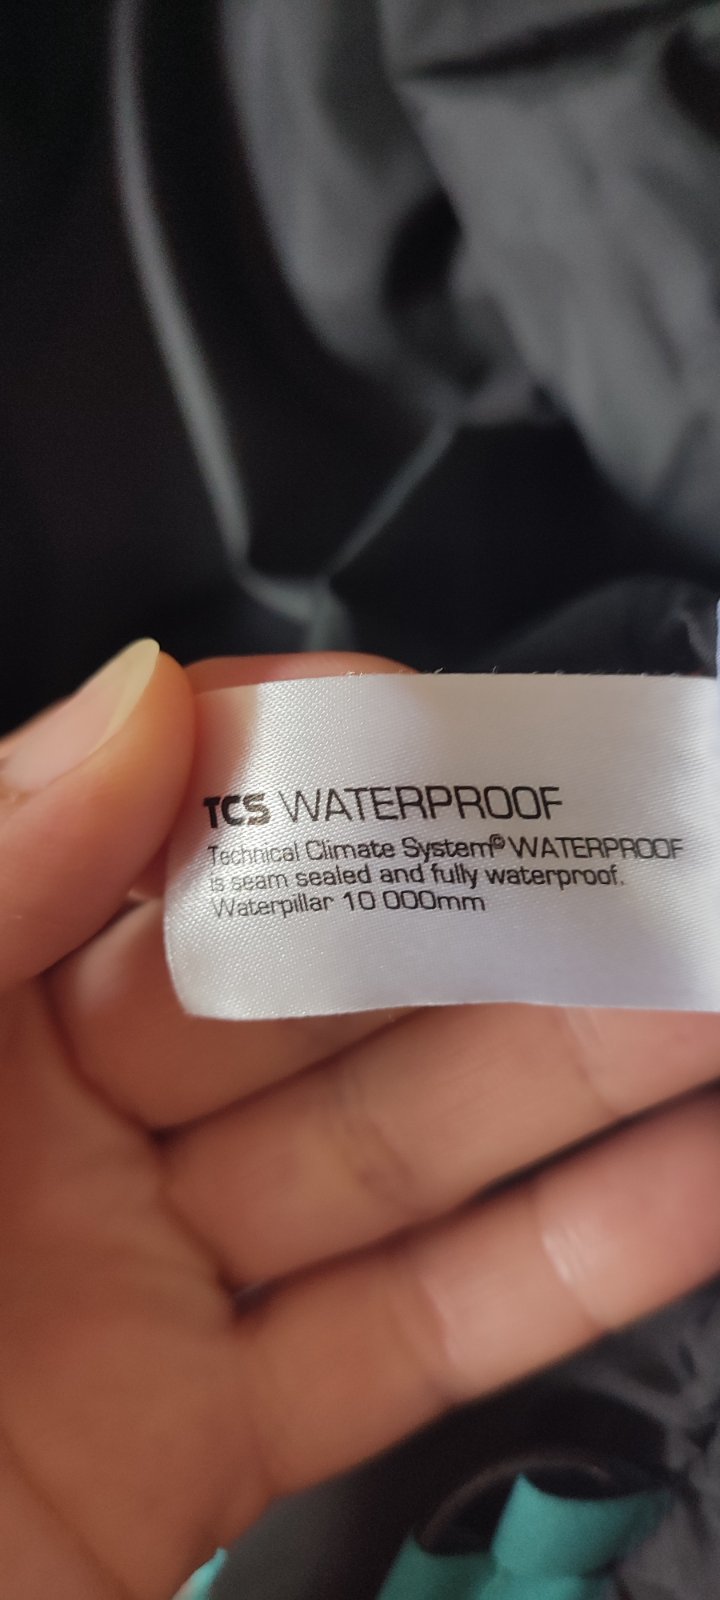 TCS WATERPROOF
Technical Climate System© WATERPROOF
is seam sealed and fully waterproof.
Waterpillar 10 000mm